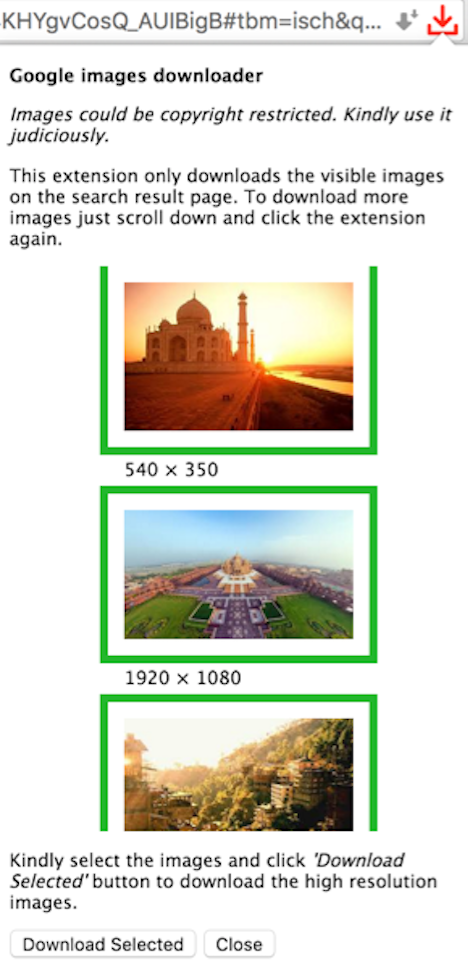 KHYgvCosQ_AUIBigB#tbm=isch&q...
Google images downloader
Images could be copyright restricted. Kindly use it
judiciously.
This extension only downloads the visible images
on the search result page. To download more
images just scroll down and click the extension
again.
540 × 350
1920 × 1080
Kindly select the images and click 'Download
Selected' button to download the high resolution
images.
Download Selected
Close